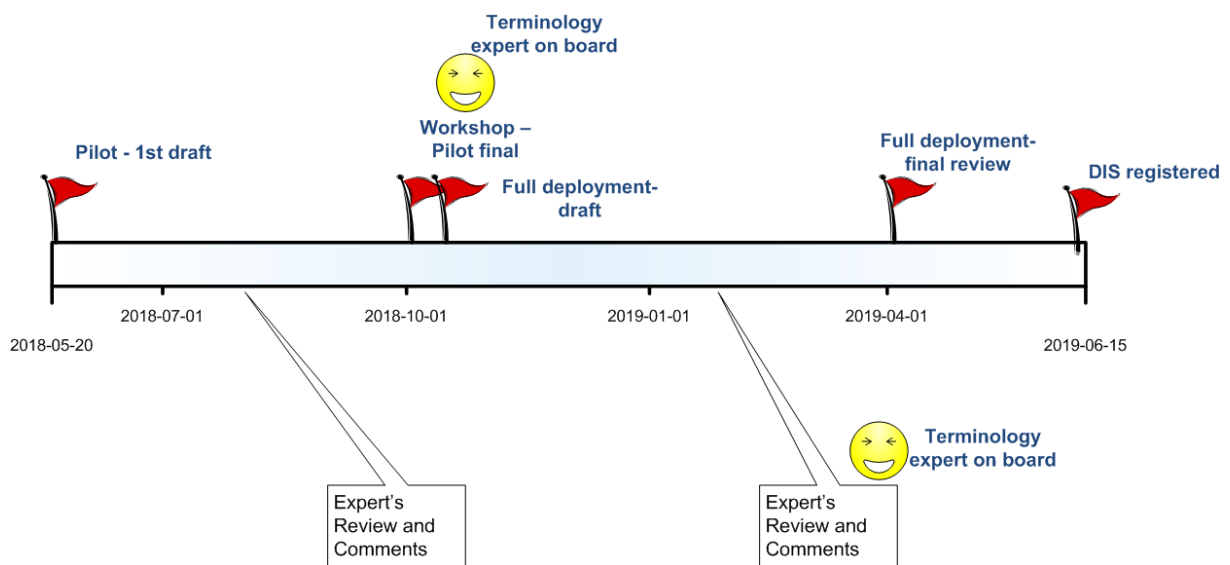 Terminology
expert on board
Workshop –
Pilot final
Pilot - 1st draft
Full deployment-
draft
Full deployment-
final review
DIS registered
2018-07-01
2018-10-01
2019-01-01
2019-04-01
2018-05-20
2019-06-15
Terminology
expert on board
Expert’s
Review and
Comments
Expert’s
Review and
Comments